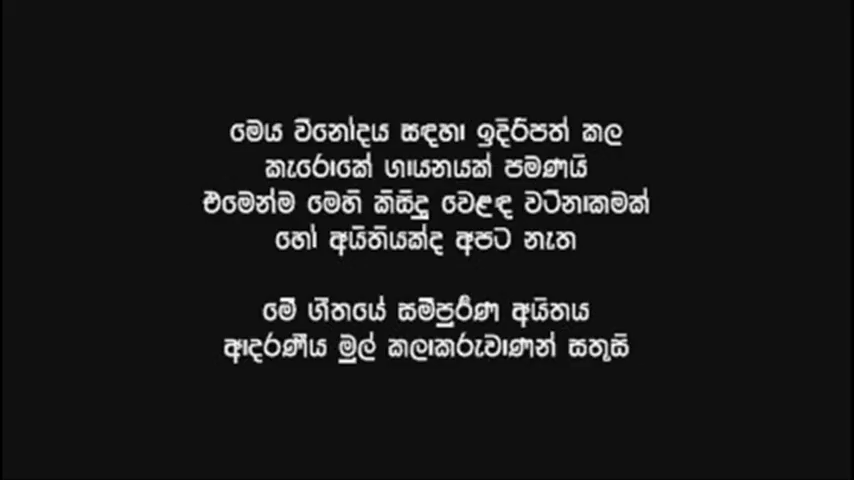 මෙය විනෝදය සඳහා ඉදිරිපත් කල
කැරොකේ ගායනයක් පමණයි
එමෙන්ම මෙහි කිසිදු වෙළඳ වටිනාකමක්
හෝ අයිතියක්ද අපට නැත
මේ ගීතයේ සම්පුර්ණ අයිතය
ආදරණීය මුල් කලාකරුවාණන් සතුසි